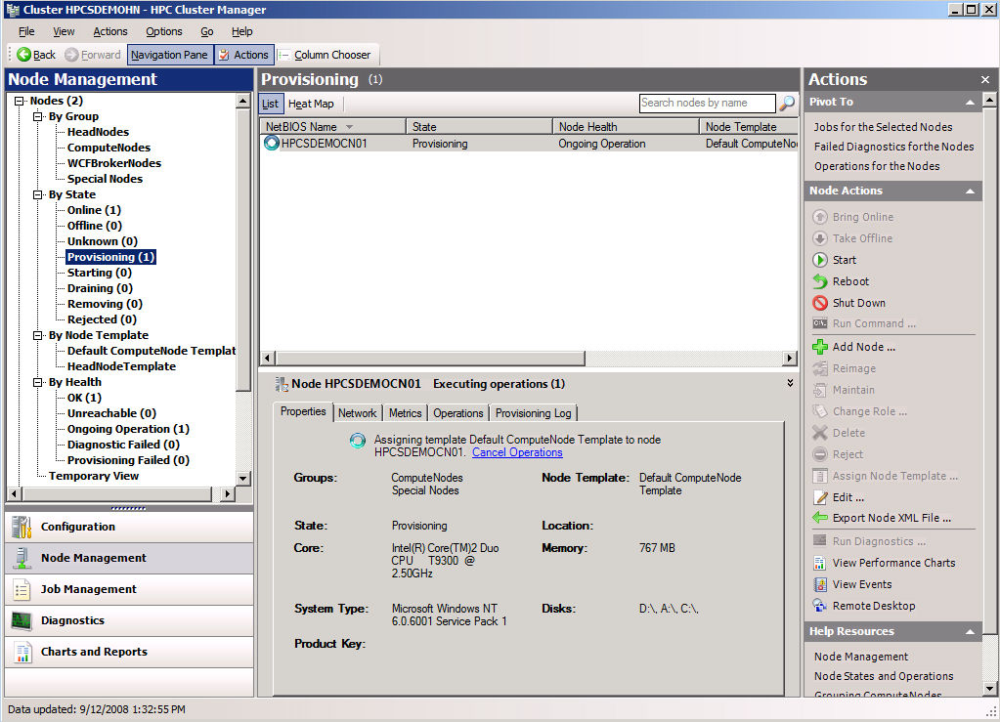 Cluster HPCSDEMOHN - HPC Cluster Manager
File View Actions Options Go Help
Back Forward Navigation Pane Actions Column Chooser
Node Management
Nodes (2)
By Group
HeadNodes
ComputeNodes
WCFBrokerNodes
Special Nodes
By State
Online (1)
Offline (0)
Unknown (0)
Provisioning (1)
Starting (0)
Draining (0)
Removing (0)
Rejected (0)
By Node Template
Default ComputeNode Templat
HeadNodeTemplate
By Health
OK (1)
Unreachable (0)
Ongoing Operation (1)
Diagnostic Failed (0)
Provisioning Failed (0)
Temporary View
Configuration
Node Management
Job Management
Diagnostics
Charts and Reports
Provisioning (1)
List Heat Map Search nodes by name
NetBIOS Name State Node Health Node Template
HPCSDEMOCN01 Provisioning Ongoing Operation Default ComputeNo
Node HPCSDEMOCN01 Executing operations (1)
Properties Network Metrics Operations Provisioning Log
Assigning template Default ComputeNode Template to node
HPCSDEMOCN01. Cancel Operations
Groups: ComputeNodes Node Template: Default ComputeNode
Special Nodes Template
State: Provisioning Location:
Core: Intel(R) Core(TM)2 Duo Memory: 767 MB
CPU T9300 @
2.50GHz
System Type: Microsoft Windows NT Disks: D:\, A:\, C:\,
6.0.6001 Service Pack 1
Product Key:
Actions
Pivot To
Jobs for the Selected Nodes
Failed Diagnostics for the Nodes
Operations for the Nodes
Node Actions
Bring Online
Take Offline
Start
Reboot
Shut Down
Run Command ...
Add Node ...
Reimage
Maintain
Change Role ...
Delete
Reject
Assign Node Template ...
Edit ...
Export Node XML File ...
Run Diagnostics ...
View Performance Charts
View Events
Remote Desktop
Help Resources
Node Management
Node States and Operations
Grouping ComputeNodes
Data updated: 9/12/2008 1:32:55 PM